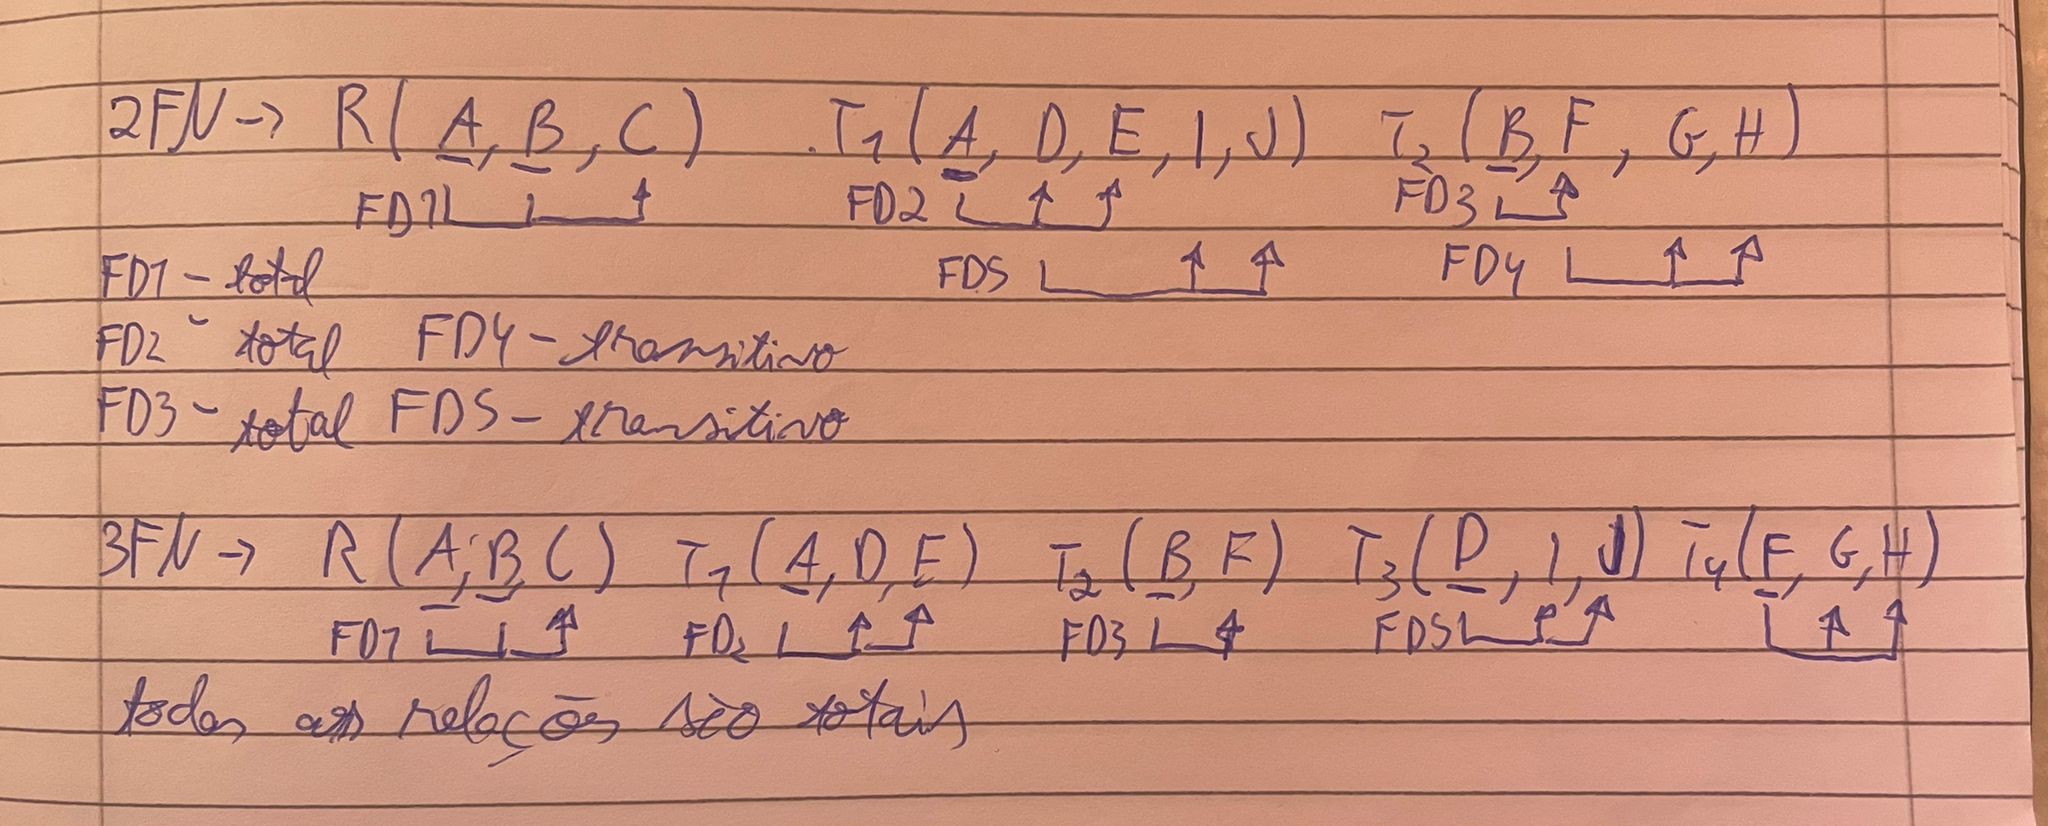 2FN -> R(A, B, C) T1(A, D, E, I, J) T2(B, F, G, H)
FD1 FD2 FD3
FD1 - total FD5 FD4
FD2 - total FD4 - transitivo
FD3 - total FD5 - transitivo
3FN -> R(A, B, C) T1(A, D, E) T2(B, F) T3(D, I, J) T4(F, G, H)
FD1 FD2 FD3 FD5
todas as relações são totais